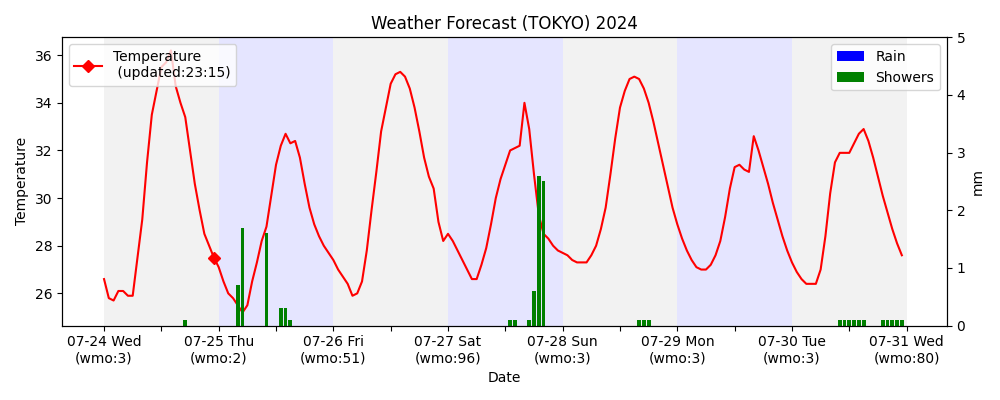 Weather Forecast (TOKYO) 2024
Temperature
(updated:23:15)
Rain
Showers
36
34
32
30
28
26
Temperature
5
4
3
2
1
0
mm
07-24 Wed
(wmo:3)
07-25 Thu
(wmo:2)
07-26 Fri
(wmo:51)
07-27 Sat
(wmo:96)
07-28 Sun
(wmo:3)
07-29 Mon
(wmo:3)
07-30 Tue
(wmo:3)
07-31 Wed
(wmo:80)
Date